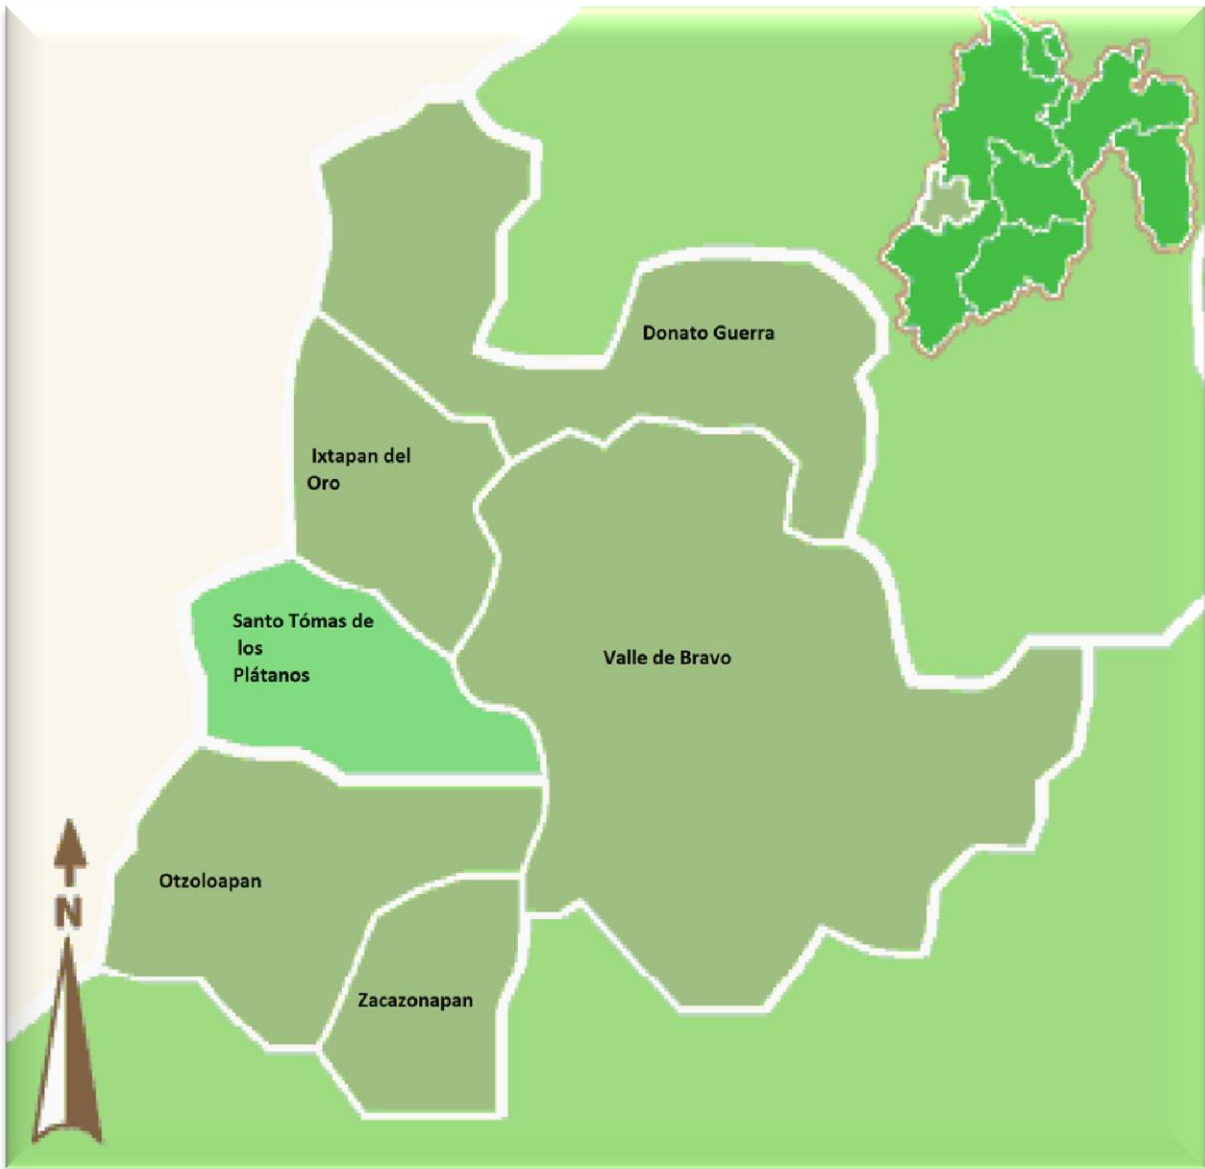 Donato Guerra
Ixtapan del
Oro
Santo Tómas de
los
Plátanos
Valle de Bravo
Otzoloapan
N
Zacazonapan